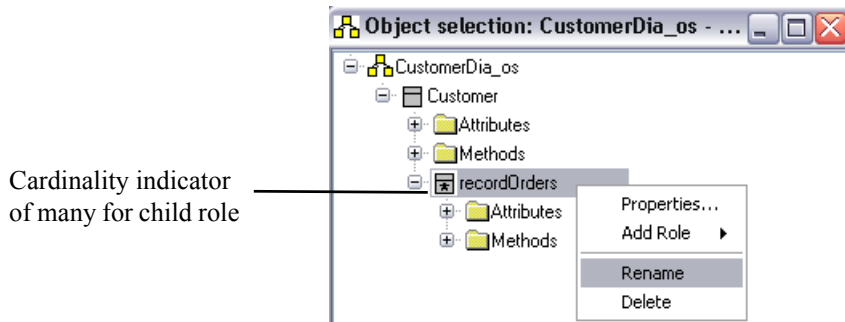 Object selection: CustomerDia_os - ...
CustomerDia_os
Customer
Attributes
Methods
recordOrders
Attributes
Methods
Cardinality indicator
of many for child role
Properties...
Add Role
Rename
Delete